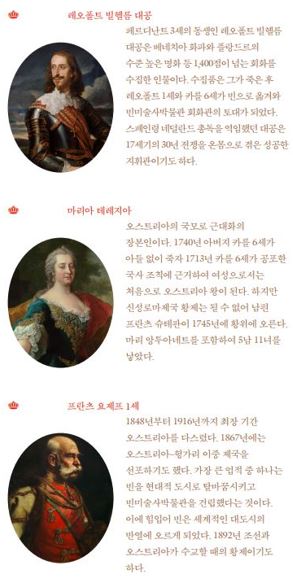 레오폴트 빌헬름 대공
페르디난트 3세의 동생인 레오폴트 빌헬름
대공은 베네치아 화파와 플랑드르의
수준 높은 명화 등 1,400점이 넘는 회화를
수집한 인물이다. 수집품은 그가 죽은 후
레오폴트 1세와 카를 6세가 빈으로 옮겨와
빈미술사박물관 회화관의 토대가 되었다.
스페인령 네덜란드 총독을 역임했던 대공은
17세기의 30년 전쟁을 온몸으로 겪은 성공한
지휘관이기도 하다.
마리아 테레지아
오스트리아의 국모로 근대화의
장본인이다. 1740년 아버지 카를 6세가
아들 없이 죽자 1713년 카를 6세가 공포한
국사 조칙에 근거하여 여성으로서는
처음으로 오스트리아 왕이 된다. 하지만
신성로마제국 황제는 될 수 없어 남편
프란츠 슈테판이 1745년에 황위에 오른다.
마리 앙투아네트를 포함하여 5남 11녀를
낳았다.
프란츠 요제프 1세
1848년부터 1916년까지 최장 기간
오스트리아를 다스렸다. 1867년에는
오스트리아–헝가리 이중 제국을
선포하기도 했다. 가장 큰 업적 중 하나는
빈을 현대적 도시로 탈바꿈시키고
빈미술사박물관을 건립했다는 것이다.
이에 힘입어 빈은 세계적인 대도시의
반열에 오르게 되었다. 1892년 조선과
오스트리아가 수교할 때의 황제이기도
하다.